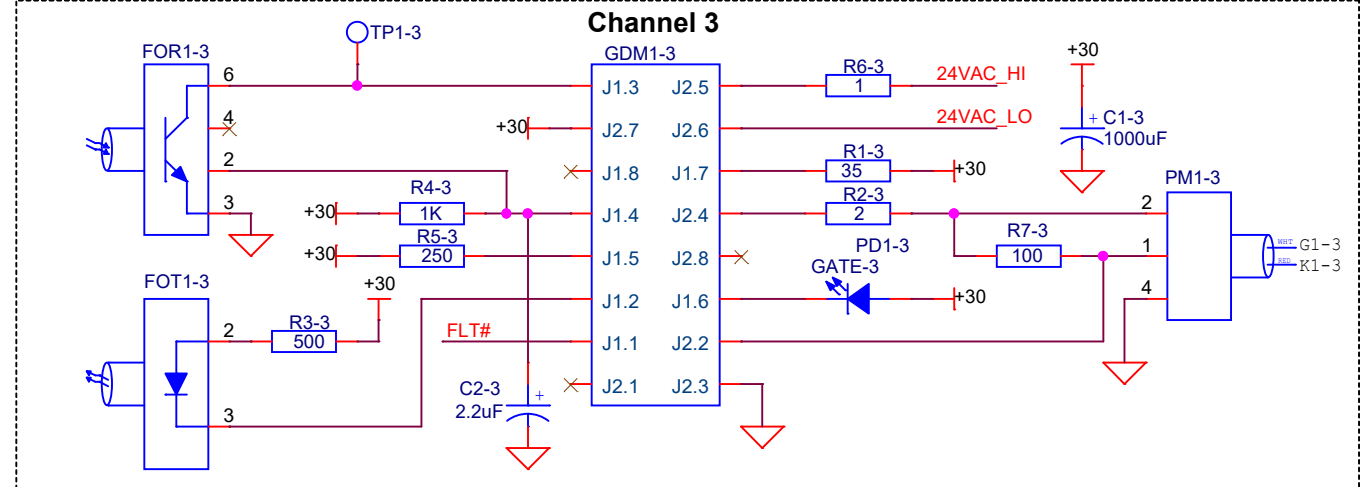 Channel 3
TP1-3
FOR1-3
6
4
2
3
GDM1-3
J1.3
J2.7
J1.8
J1.4
J1.5
J1.2
J1.1
J2.1
J2.5
J2.6
J1.7
J2.4
J2.8
J1.6
J2.2
J2.3
+30
R4-3
+30
1K
R5-3
+30
250
FOT1-3
+30
2
R3-3
500
3
FLT#
C2-3
+
2.2uF
R6-3
1
24VAC_HI
24VAC_LO
R1-3
35
+30
R2-3
2
R7-3
100
PD1-3
GATE-3
+30
+30
+
C1-3
1000uF
PM1-3
2
1
4
WHT
G1-3
RED
K1-3